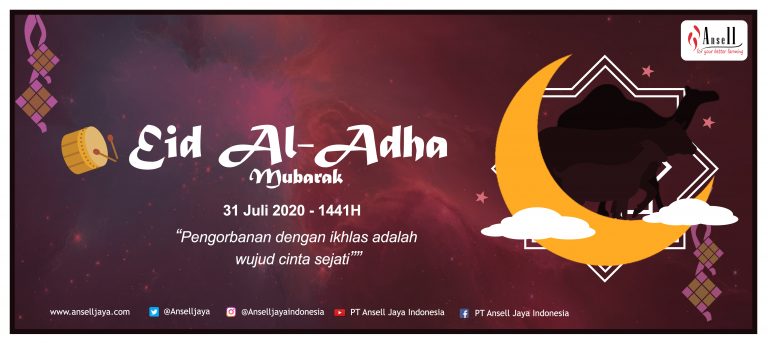 Ansell
for your better farming
Eid Al-Adha
Mubarak
31 Juli 2020 - 1441H
“Pengorbanan dengan ikhlas adalah
wujud cinta sejati””
www.anselljaya.com @Anselljaya @Anselljayaindonesia PT Ansell Jaya Indonesia PT Ansell Jaya Indonesia